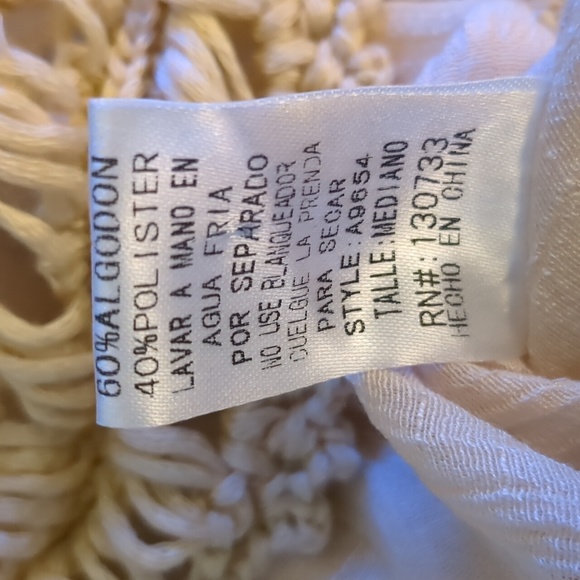 60%ALGODON
40%POLISTER
LAVAR A MANO EN
AGUA FRIA
POR SEPARADO
NO USE BLANQUEADOR
CUELGUE LA PRENDA
PARA SECAR
STYLE:A9654
TALLE:MEDIANO
RN#:130733
HECHO EN CHINA